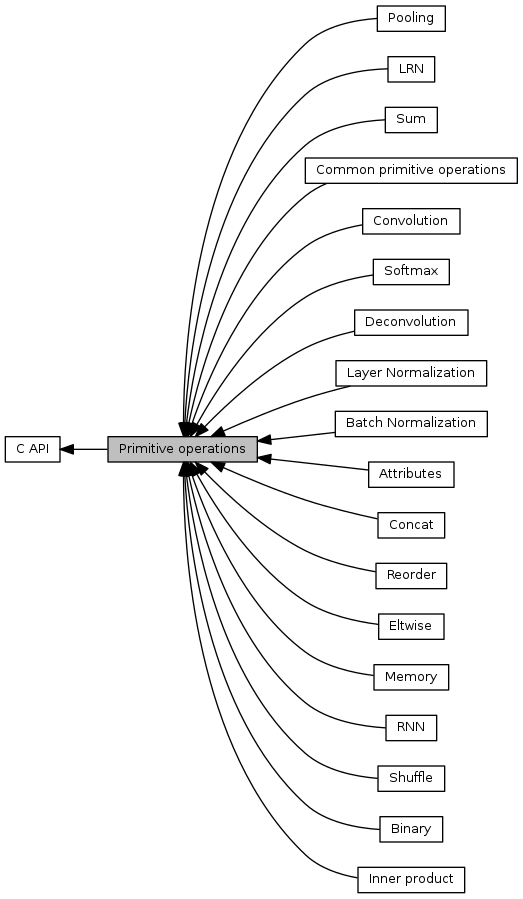 Pooling
LRN
Sum
Common primitive operations
Convolution
Softmax
Deconvolution
Layer Normalization
Batch Normalization
C API
Primitive operations
Attributes
Concat
Reorder
Eltwise
Memory
RNN
Shuffle
Binary
Inner product